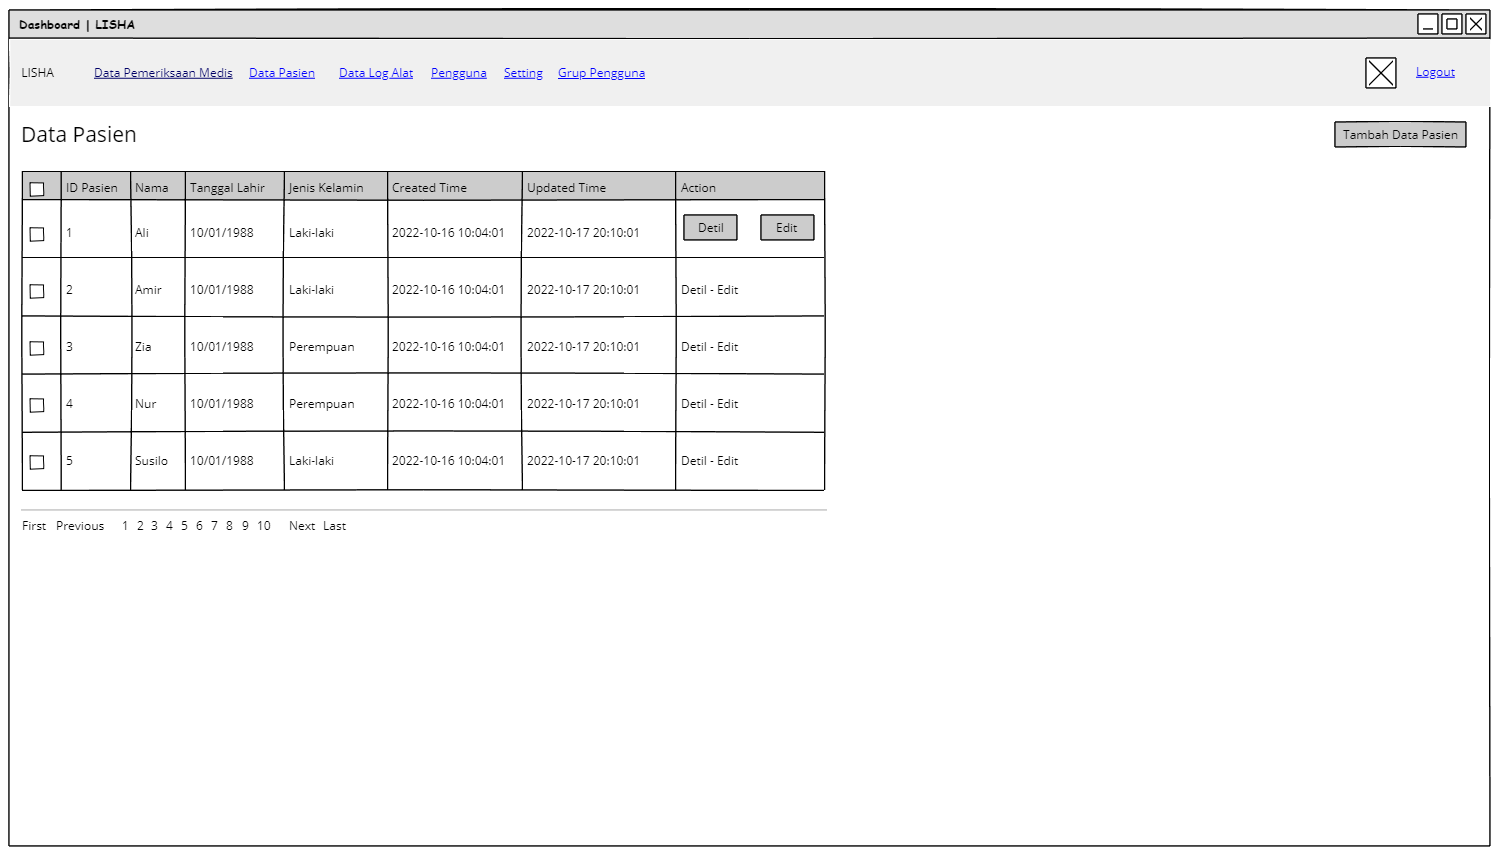 Dashboard | LISHA
LISHA Data Pemeriksaan Medis Data Pasien Data Log Alat Pengguna Setting Grup Pengguna Logout
Data Pasien Tambah Data Pasien
ID Pasien Nama Tanggal Lahir Jenis Kelamin Created Time Updated Time Action
1 Ali 10/01/1988 Laki-laki 2022-10-16 10:04:01 2022-10-17 20:10:01 Detil Edit
2 Amir 10/01/1988 Laki-laki 2022-10-16 10:04:01 2022-10-17 20:10:01 Detil - Edit
3 Zia 10/01/1988 Perempuan 2022-10-16 10:04:01 2022-10-17 20:10:01 Detil - Edit
4 Nur 10/01/1988 Perempuan 2022-10-16 10:04:01 2022-10-17 20:10:01 Detil - Edit
5 Susilo 10/01/1988 Laki-laki 2022-10-16 10:04:01 2022-10-17 20:10:01 Detil - Edit
First Previous 1 2 3 4 5 6 7 8 9 10 Next Last